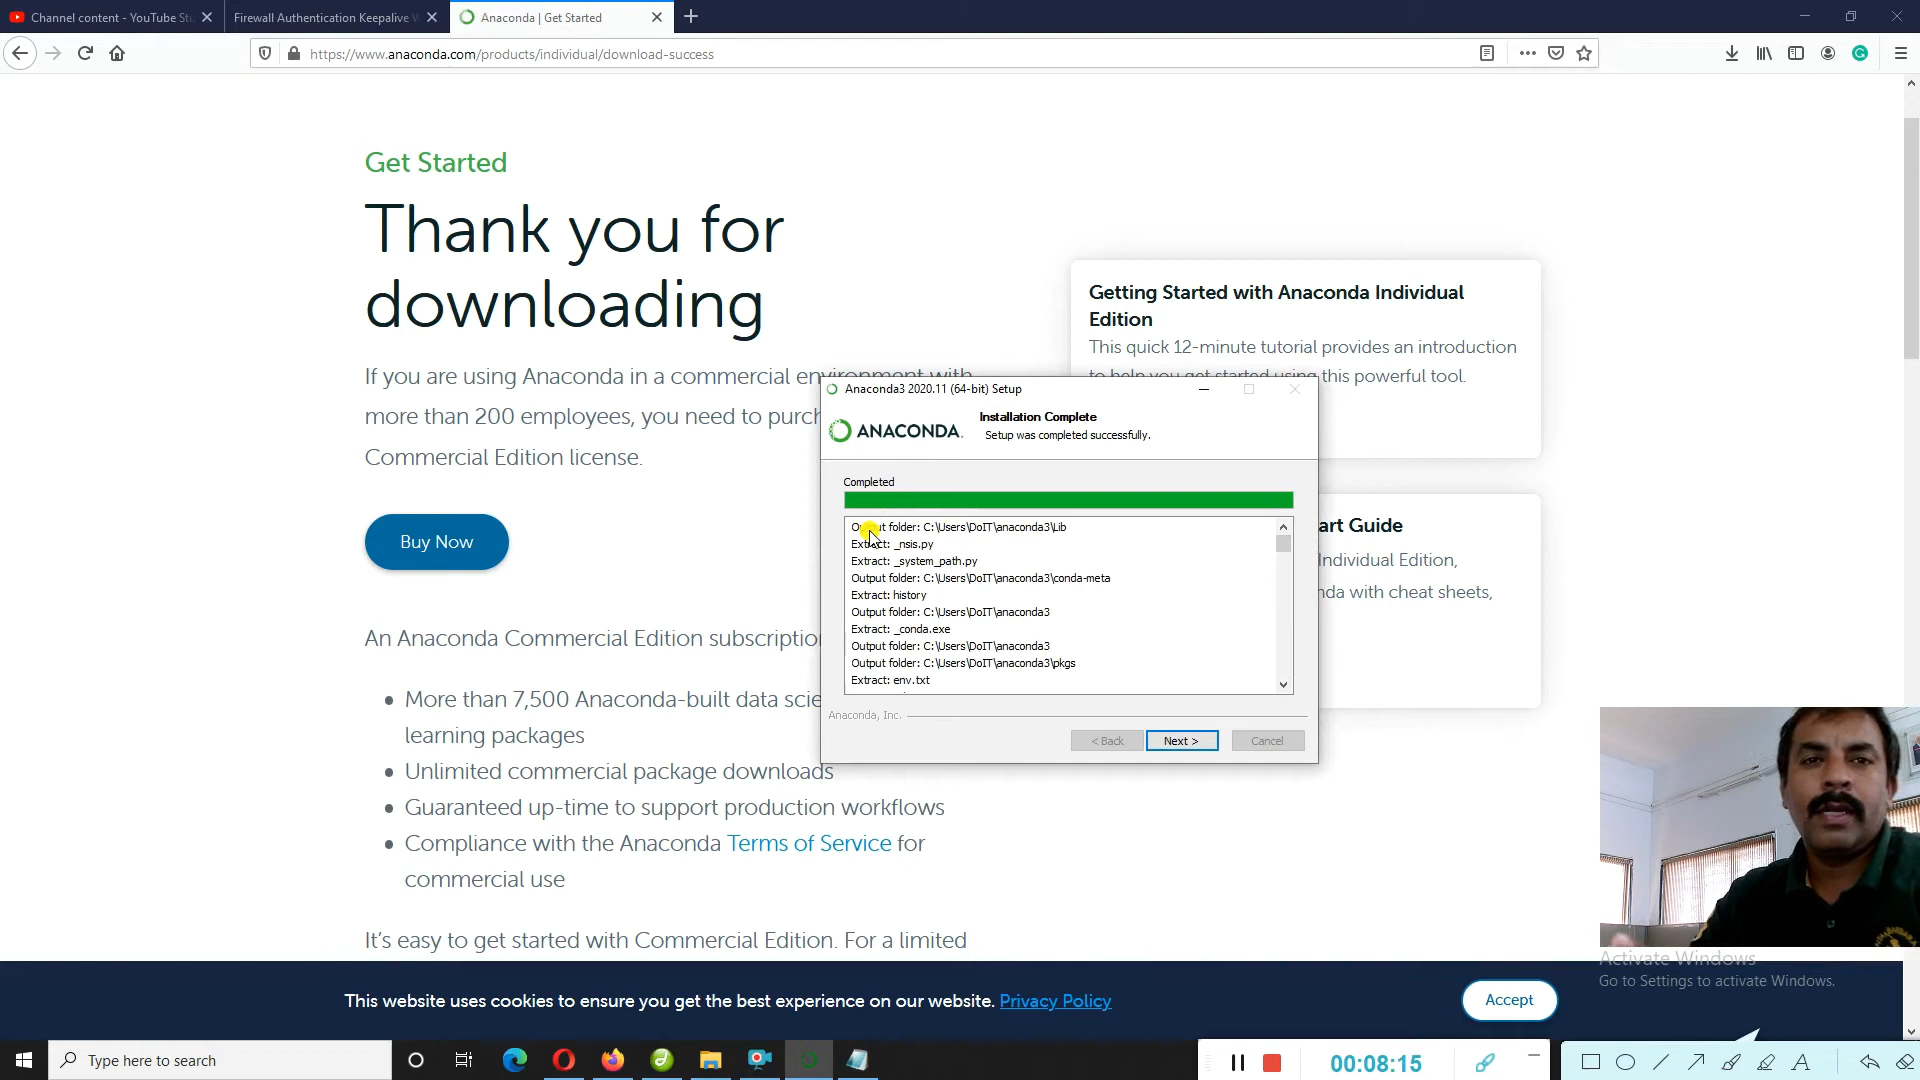 Channel content - YouTube Stu
Firewall Authentication Keepalive W
Anaconda | Get Started
https://www.anaconda.com/products/individual/download-success
Get Started
Thank you for
downloading
If you are using Anaconda in a commercial environment with
more than 200 employees, you need to purch
Commercial Edition license.
Buy Now
An Anaconda Commercial Edition subscription
More than 7,500 Anaconda-built data scie
learning packages
Unlimited commercial package downloads
Guaranteed up-time to support production workflows
Compliance with the Anaconda Terms of Service for
commercial use
It's easy to get started with Commercial Edition. For a limited
Getting Started with Anaconda Individual
Edition
This quick 12-minute tutorial provides an introduction
to help you get started using this powerful tool.
art Guide
Individual Edition,
nda with cheat sheets,
Anaconda3 2020.11 (64-bit) Setup
ANACONDA.
Installation Complete
Setup was completed successfully.
Completed
Output folder: C:\Users\DoIT\anaconda3\Lib
Extract: _nsis.py
Extract: _system_path.py
Output folder: C:\Users\DoIT\anaconda3\conda-meta
Extract: history
Output folder: C:\Users\DoIT\anaconda3
Extract: _conda.exe
Output folder: C:\Users\DoIT\anaconda3
Output folder: C:\Users\DoIT\anaconda3\pkgs
Extract: env.txt
Anaconda, Inc.
< Back
Next >
Cancel
Activate Windows
Go to Settings to activate Windows.
This website uses cookies to ensure you get the best experience on our website. Privacy Policy
Accept
Type here to search
00:08:15